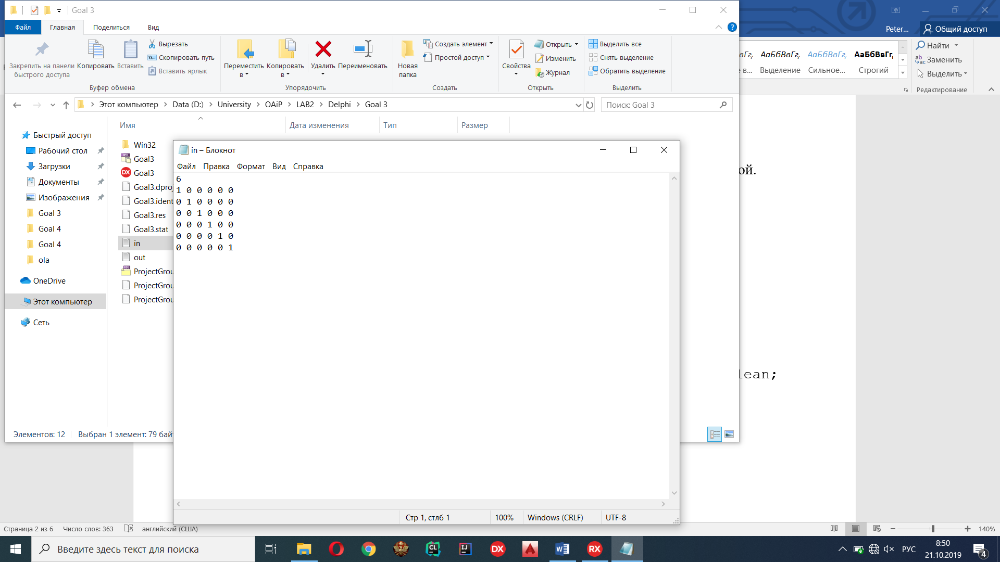 Goal 3
Файл Главная Поделиться Вид
Peter... Общий доступ
Закрепить на панели быстрого доступа
Копировать
Вставить
Вырезать
Скопировать путь
Вставить ярлык
Буфер обмена
Переместить в
Копировать в
Удалить
Переименовать
Упорядочить
Новая папка
Создать элемент
Простой доступ
Создать
Свойства
Открыть
Изменить
Журнал
Открыть
Выделить все
Снять выделение
Обратить выделение
Выделить
АаБбВвГг, АаБбВвГг, АаБбВвГг,
Выделение Сильное... Строгий
Найти
Заменить
Выделить
Редактирование
Этот компьютер Data (D:) University OAiP LAB2 Delphi Goal 3
Поиск: Goal 3
Имя Дата изменения Тип Размер
Быстрый доступ
Рабочий стол
Загрузки
Документы
Изображения
Goal 3
Goal 4
Goal 4
ola
OneDrive
Этот компьютер
Сеть
Win32
Goal3
Goal3
Goal3.dproj
Goal3.ident
Goal3.res
Goal3.stat
in
out
ProjectGrou
ProjectGrou
ProjectGrou
Элементов: 12 Выбран 1 элемент: 79 байт
in – Блокнот
Файл Правка Формат Вид Справка
6
1 0 0 0 0 0
0 1 0 0 0 0
0 0 1 0 0 0
0 0 0 1 0 0
0 0 0 0 1 0
0 0 0 0 0 1
Стр 1, стлб 1 100% Windows (CRLF) UTF-8
ой.
lean;
Страница 2 из 6 Число слов: 363 английский (США) 140%
Введите здесь текст для поиска
РУС
8:50
21.10.2019
4